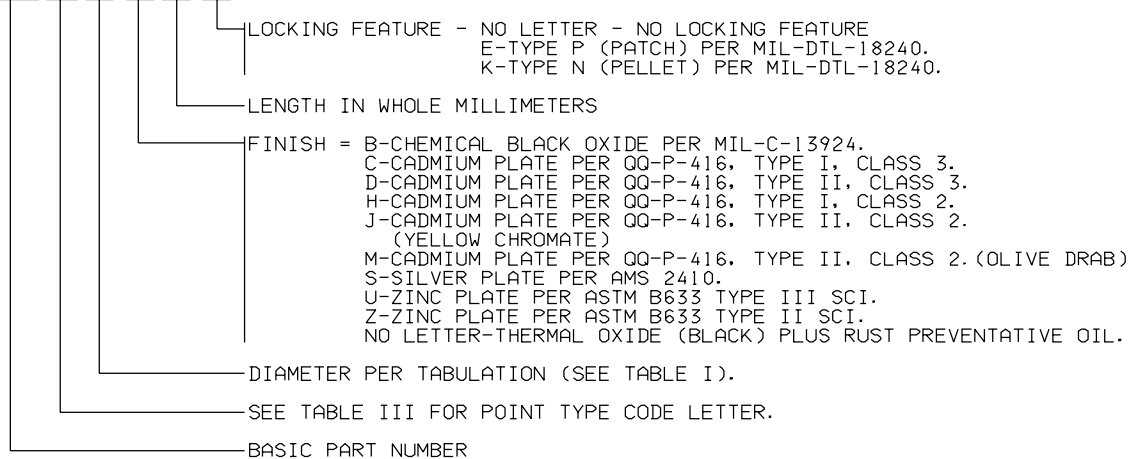 LOCKING FEATURE - NO LETTER - NO LOCKING FEATURE
E-TYPE P (PATCH) PER MIL-DTL-18240.
K-TYPE N (PELLET) PER MIL-DTL-18240.
LENGTH IN WHOLE MILLIMETERS
FINISH = B-CHEMICAL BLACK OXIDE PER MIL-C-13924.
C-CADMIUM PLATE PER QQ-P-416, TYPE I, CLASS 3.
D-CADMIUM PLATE PER QQ-P-416, TYPE II, CLASS 3.
H-CADMIUM PLATE PER QQ-P-416, TYPE I, CLASS 2.
J-CADMIUM PLATE PER QQ-P-416, TYPE II, CLASS 2.
(YELLOW CHROMATE)
M-CADMIUM PLATE PER QQ-P-416, TYPE II, CLASS 2.(OLIVE DRAB)
S-SILVER PLATE PER AMS 2410.
U-ZINC PLATE PER ASTM B633 TYPE III SCI.
Z-ZINC PLATE PER ASTM B633 TYPE II SCI.
NO LETTER-THERMAL OXIDE (BLACK) PLUS RUST PREVENTATIVE OIL.
DIAMETER PER TABULATION (SEE TABLE I).
SEE TABLE III FOR POINT TYPE CODE LETTER.
BASIC PART NUMBER